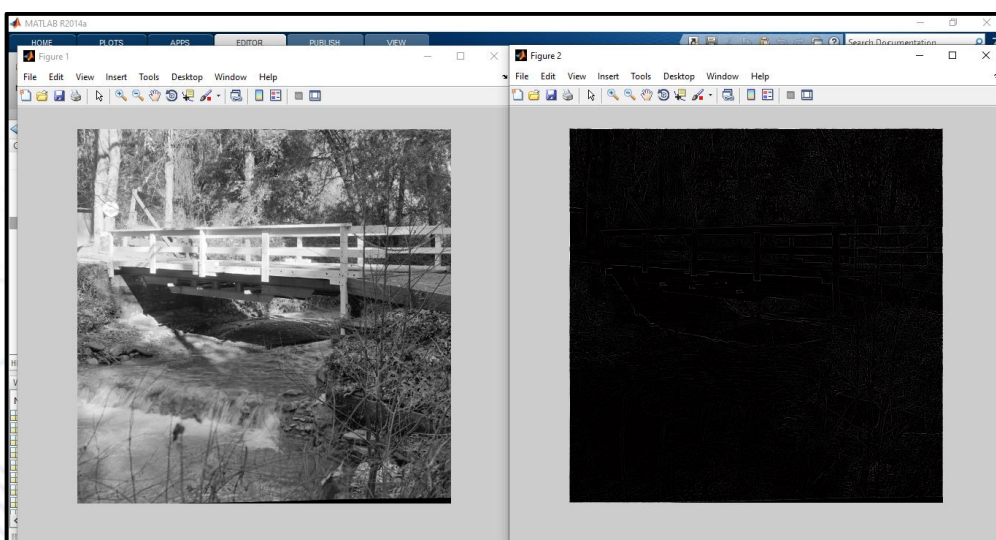 MATLAB R2014a
HOME PLOTS APPS EDITOR PUBLISH VIEW Search Documentation
Figure 1
File Edit View Insert Tools Desktop Window Help
Figure 2
File Edit View Insert Tools Desktop Window Help